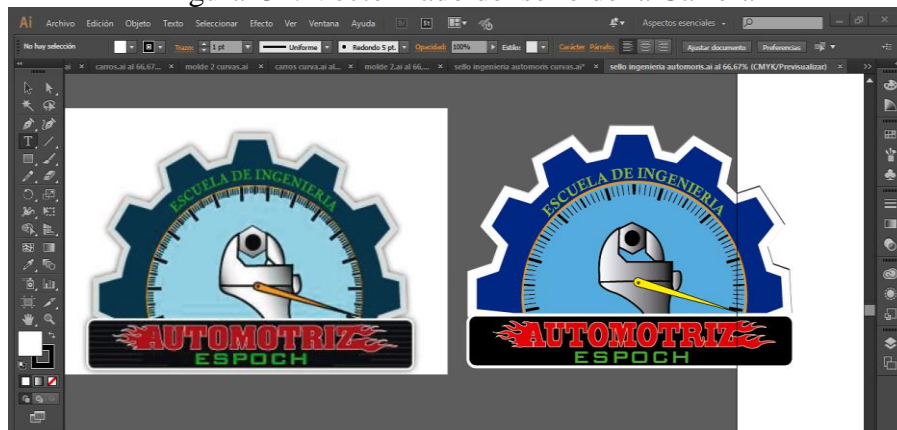 Ai Archivo Edición Objeto Texto Seleccionar Efecto Ver Ventana Ayuda Br St Aspectos esenciales
No hay selección Trazo: 1 pt Uniforme Redondo 5 pt. Opacidad: 100% Estilo: Carácter Párrafo: Ajustar documento Preferencias
ai × carros.ai al 66,67... × molde 2 curvas.ai × carros curva.ai al... × molde 2.ai al 66,... × sello ingenieria automoris curvas.ai* × sello ingenieria automoris.ai al 66,67% (CMYK/Previsualizar) ×
ESCUELA DE INGENIERIA
AUTOMOTRIZ
ESPOCH
ESCUELA DE INGENIERIA
AUTOMOTRIZ
ESPOCH